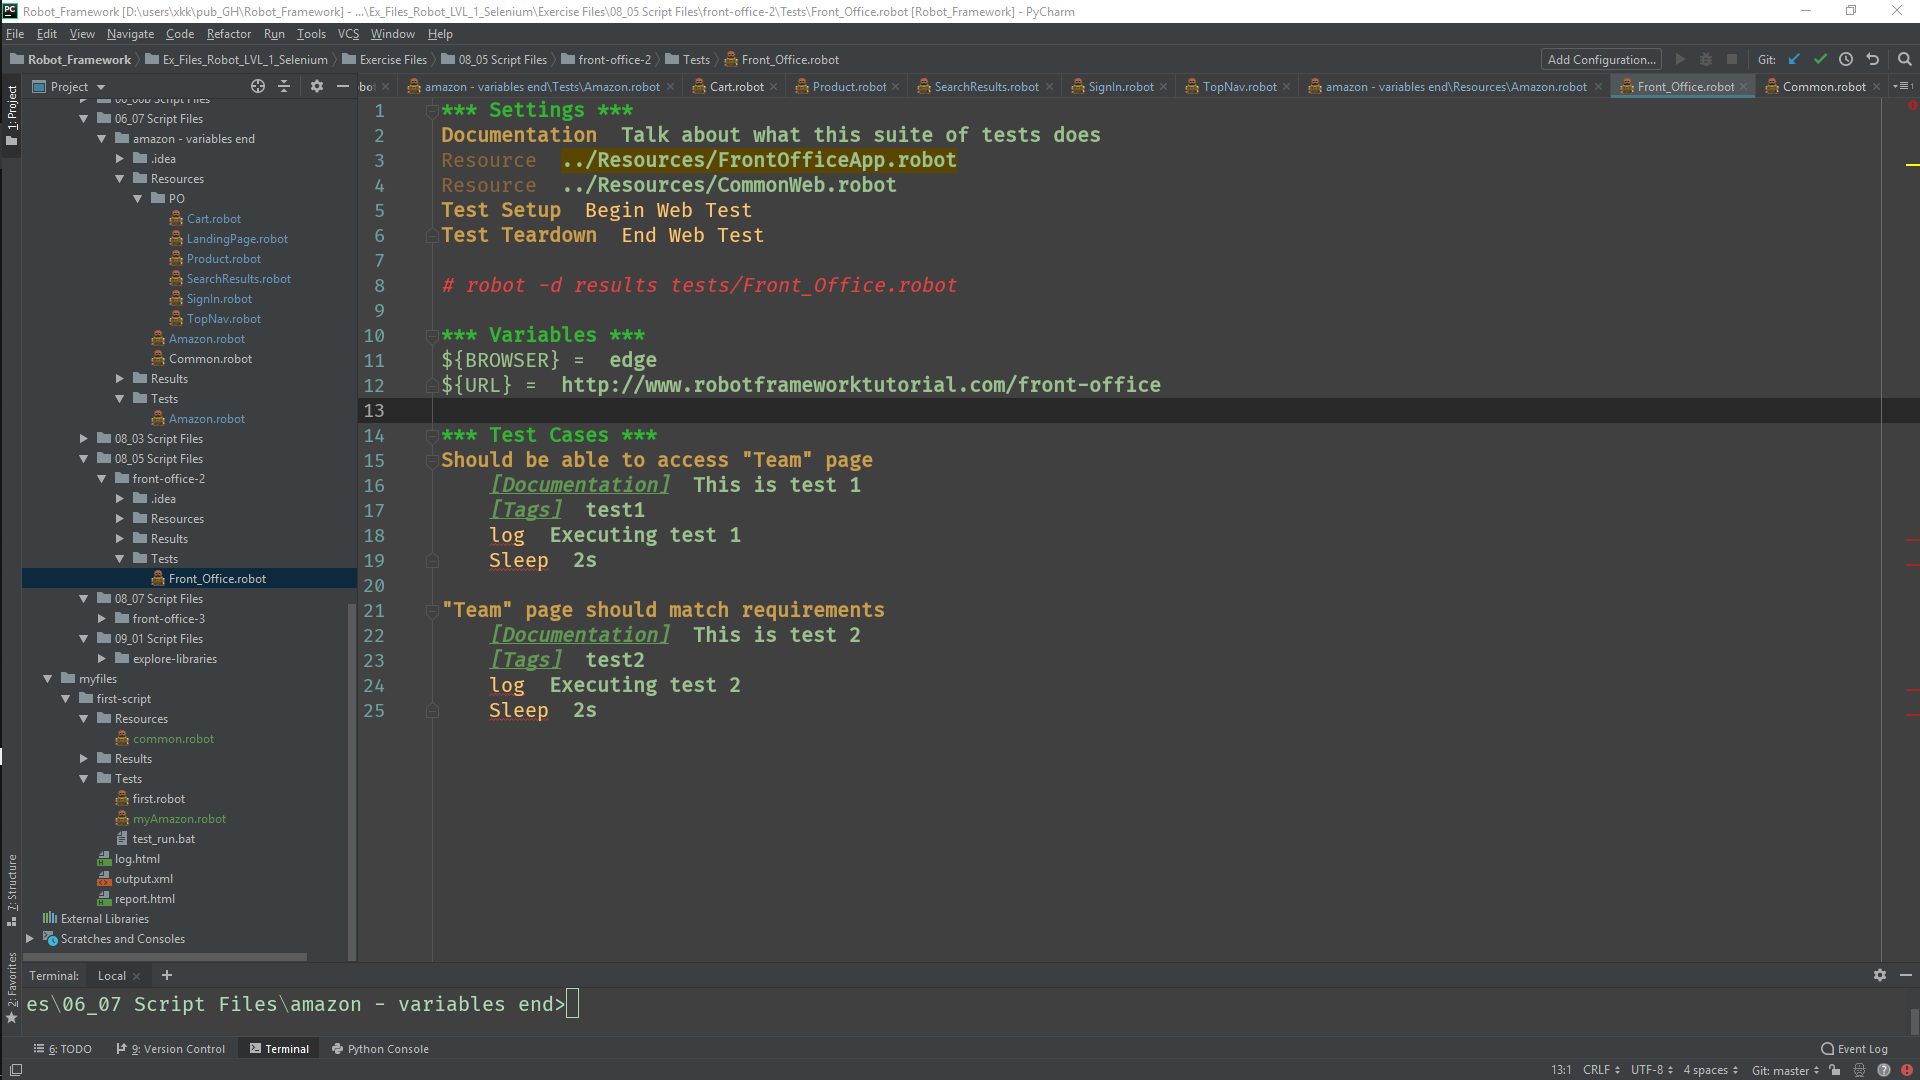 Robot_Framework [D:\users\xkk\pub_GH\Robot_Framework] - ...\Ex_Files_Robot_LVL_1_Selenium\Exercise Files\08_05 Script Files\front-office-2\Tests\Front_Office.robot [Robot_Framework] - PyCharm
File Edit View Navigate Code Refactor Run Tools VCS Window Help
Robot_Framework Ex_Files_Robot_LVL_1_Selenium Exercise Files 08_05 Script Files front-office-2 Tests Front_Office.robot Add Configuration... Git:
Project
amazon - variables end\Tests\Amazon.robot Cart.robot Product.robot SearchResults.robot SignIn.robot TopNav.robot amazon - variables end\Resources\Amazon.robot Front_Office.robot Common.robot
1: Project
06_07 Script Files
amazon - variables end
.idea
Resources
PO
Cart.robot
LandingPage.robot
Product.robot
SearchResults.robot
SignIn.robot
TopNav.robot
Amazon.robot
Common.robot
Results
Tests
Amazon.robot
08_03 Script Files
08_05 Script Files
front-office-2
.idea
Resources
Results
Tests
Front_Office.robot
08_07 Script Files
front-office-3
09_01 Script Files
explore-libraries
myfiles
first-script
Resources
common.robot
Results
Tests
first.robot
myAmazon.robot
test_run.bat
log.html
output.xml
report.html
External Libraries
Scratches and Consoles
7: Structure
2: Favorites
1 *** Settings ***
2 Documentation  Talk about what this suite of tests does
3 Resource  ../Resources/FrontOfficeApp.robot
4 Resource  ../Resources/CommonWeb.robot
5 Test Setup  Begin Web Test
6 Test Teardown  End Web Test
7
8 # robot -d results tests/Front_Office.robot
9
10 *** Variables ***
11 ${BROWSER} =  edge
12 ${URL} =  http://www.robotframeworktutorial.com/front-office
13
14 *** Test Cases ***
15 Should be able to access "Team" page
16     [Documentation]  This is test 1
17     [Tags]  test1
18     log  Executing test 1
19     Sleep  2s
20
21 "Team" page should match requirements
22     [Documentation]  This is test 2
23     [Tags]  test2
24     log  Executing test 2
25     Sleep  2s
Terminal: Local
es\06_07 Script Files\amazon - variables end>
6: TODO 9: Version Control Terminal Python Console Event Log
13:1 CRLF UTF-8 4 spaces Git: master